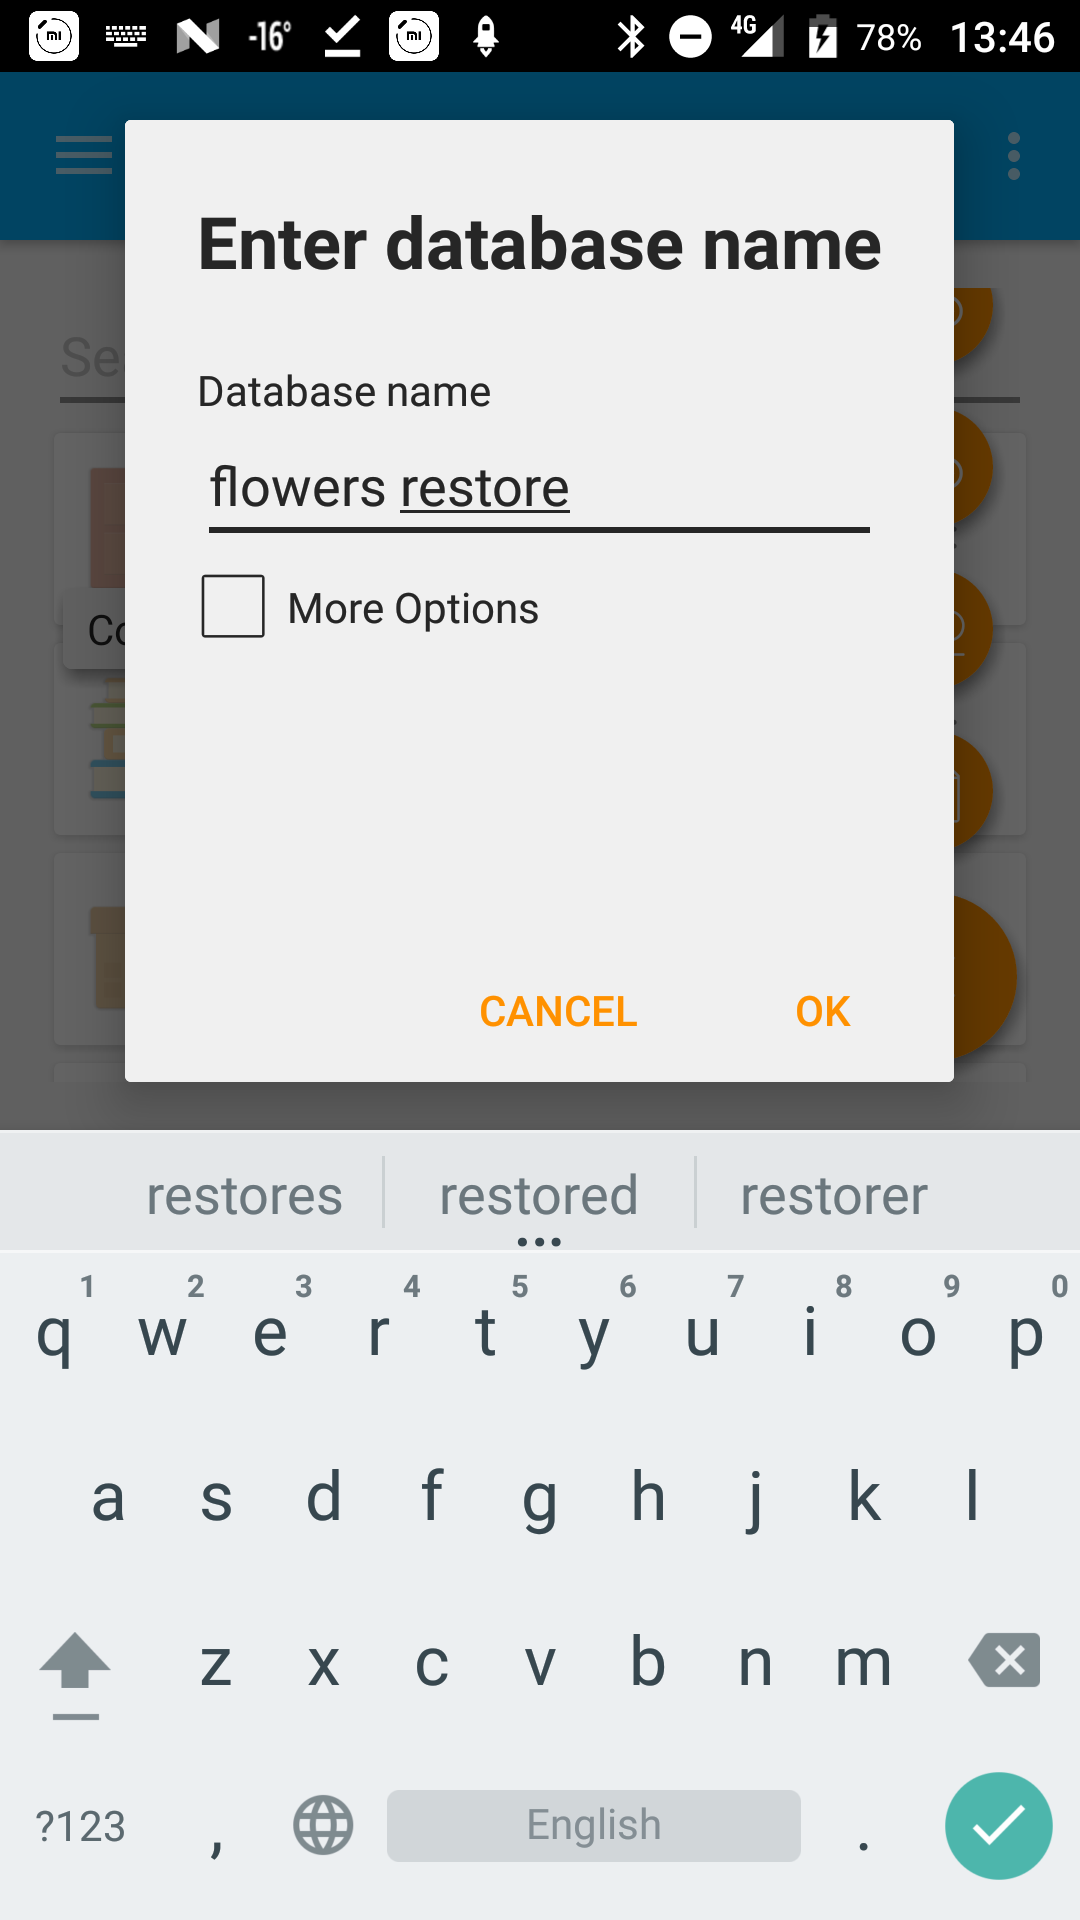 -16° 4G 78% 13:46
Enter database name
Se
Database name
flowers restore
More Options
Co
CANCEL OK
restores restored restorer
1 2 3 4 5 6 7 8 9 0
q w e r t y u i o p
a s d f g h j k l
z x c v b n m
?123 , English .